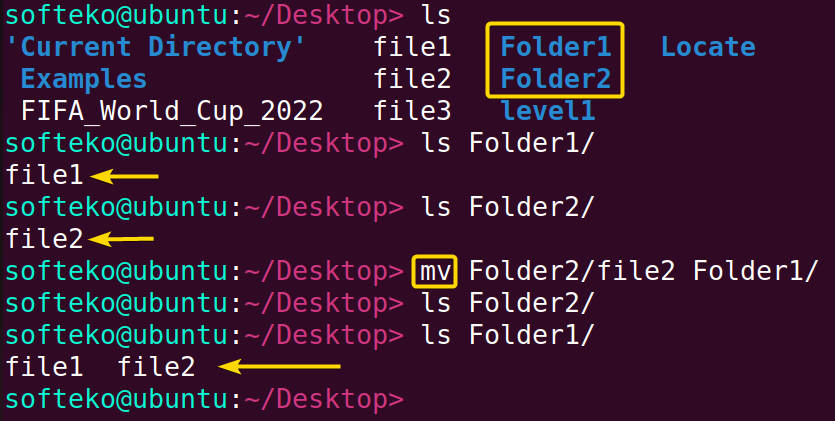 softeko@ubuntu:~/Desktop> ls
'Current Directory' file1 Folder1 Locate
Examples file2 Folder2
FIFA_World_Cup_2022 file3 level1
softeko@ubuntu:~/Desktop> ls Folder1/
file1
softeko@ubuntu:~/Desktop> ls Folder2/
file2
softeko@ubuntu:~/Desktop> mv Folder2/file2 Folder1/
softeko@ubuntu:~/Desktop> ls Folder2/
softeko@ubuntu:~/Desktop> ls Folder1/
file1 file2
softeko@ubuntu:~/Desktop>